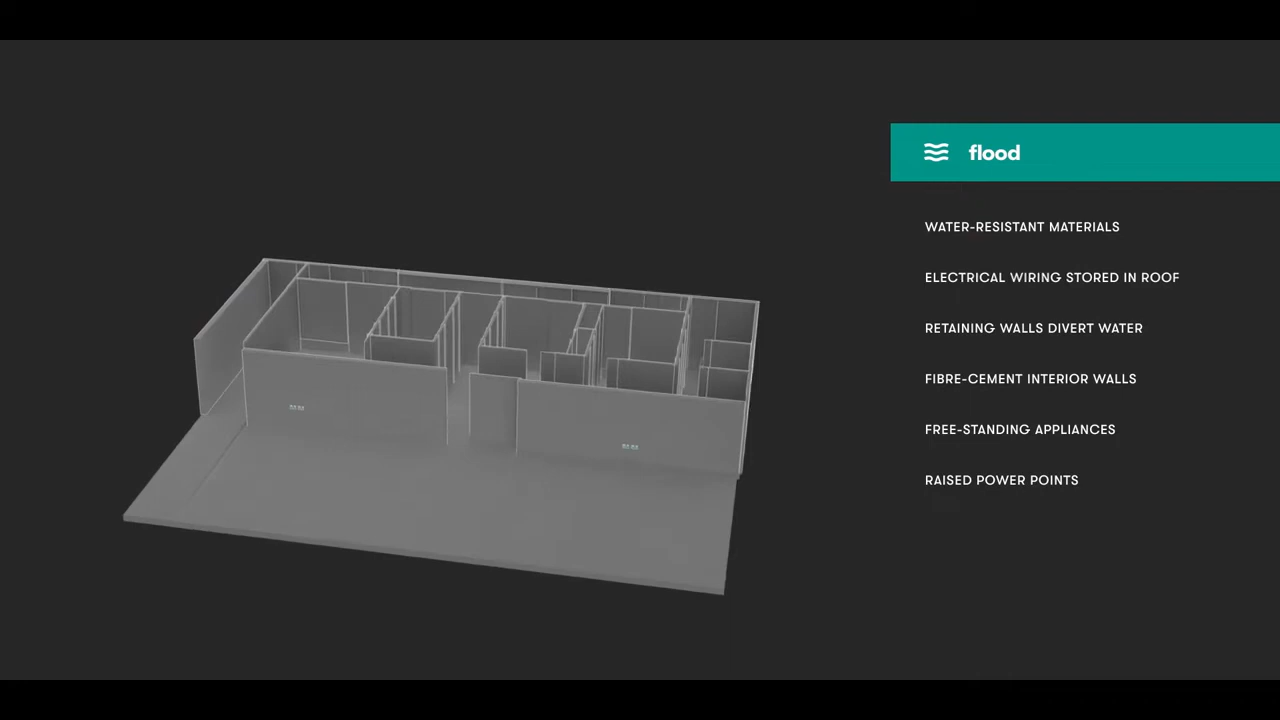 flood
WATER-RESISTANT MATERIALS
ELECTRICAL WIRING STORED IN ROOF
RETAINING WALLS DIVERT WATER
FIBRE-CEMENT INTERIOR WALLS
FREE-STANDING APPLIANCES
RAISED POWER POINTS